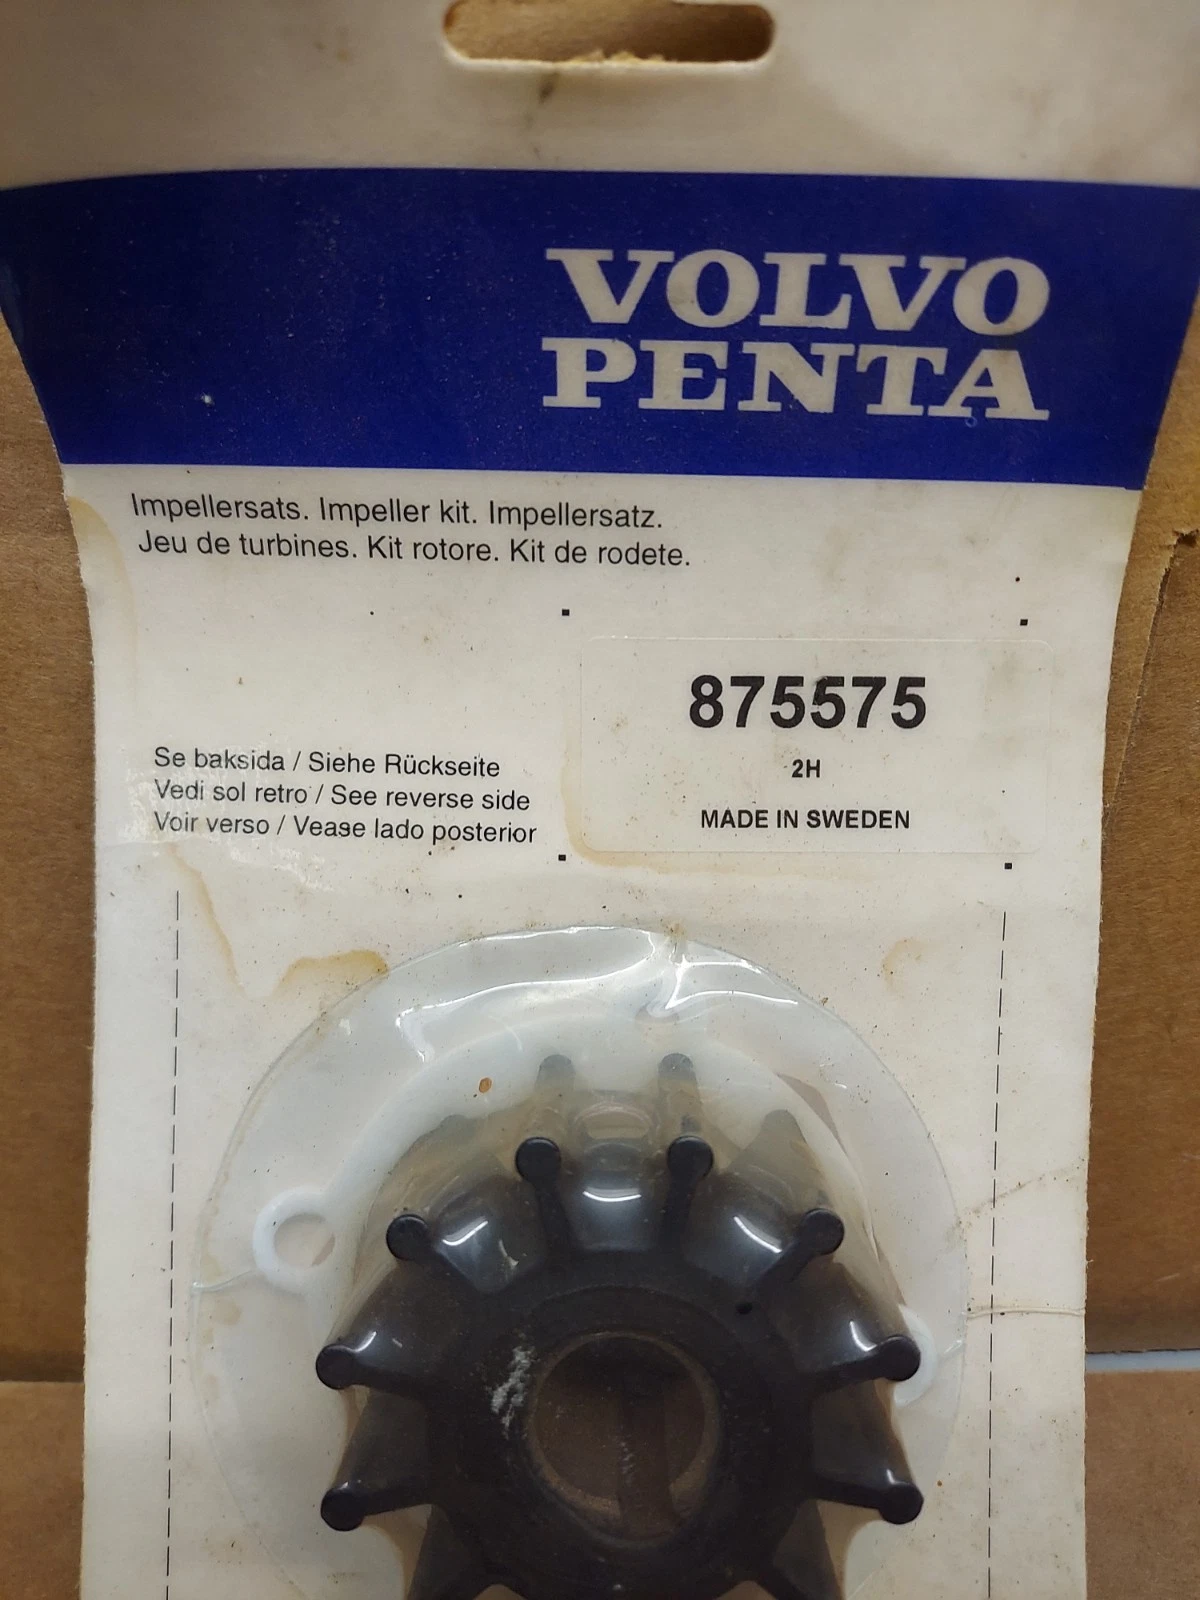 VOLVO
PENTA
Impellersats. Impeller kit. Impellersatz.
Jeu de turbines. Kit rotore. Kit de rodete.
875575
2H
MADE IN SWEDEN
Se baksida / Siehe Rückseite
Vedi sol retro / See reverse side
Voir verso / Vease lado posterior